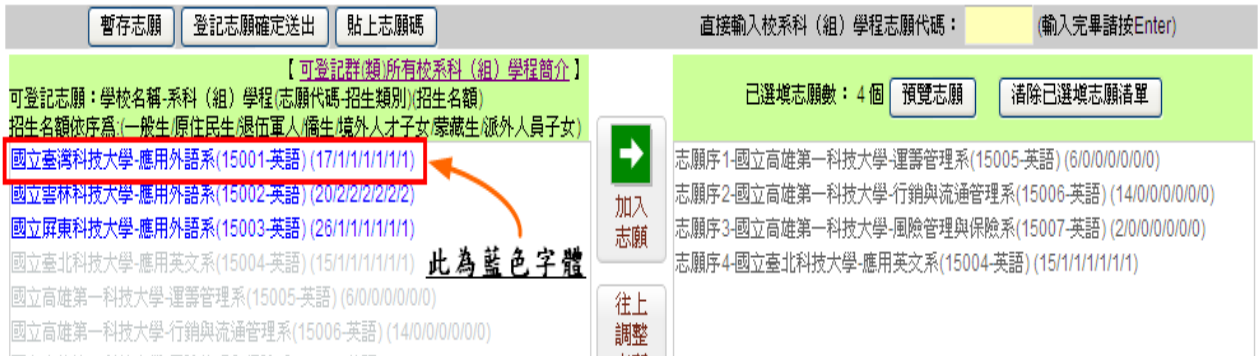 暫存志願 登記志願確定送出 貼上志願碼 直接輸入校系科（組）學程志願代碼： (輸入完畢請按Enter)
【可登記群(類)所有校系科（組）學程簡介】
可登記志願：學校名稱-系科（組）學程(志願代碼-招生類別)(招生名額)
招生名額依序為:(一般生/原住民生/退伍軍人/僑生/境外人才子女/蒙藏生/派外人員子女)
國立臺灣科技大學-應用外語系(15001-英語) (17/1/1/1/1/1/1)
國立雲林科技大學-應用外語系(15002-英語) (20/2/2/2/2/2/2)
國立屏東科技大學-應用外語系(15003-英語) (26/1/1/1/1/1/1)
國立臺北科技大學-應用英文系(15004-英語) (15/1/1/1/1/1/1)
此為藍色字體
國立高雄第一科技大學-運籌管理系(15005-英語) (6/0/0/0/0/0/0)
國立高雄第一科技大學-行銷與流通管理系(15006-英語) (14/0/0/0/0/0/0)
加入
志願
往上
調整
已選填志願數：4個 預覽志願 清除已選填志願清單
志願序1-國立高雄第一科技大學-運籌管理系(15005-英語) (6/0/0/0/0/0/0)
志願序2-國立高雄第一科技大學-行銷與流通管理系(15006-英語) (14/0/0/0/0/0/0)
志願序3-國立高雄第一科技大學-風險管理與保險系(15007-英語) (2/0/0/0/0/0/0)
志願序4-國立臺北科技大學-應用英文系(15004-英語) (15/1/1/1/1/1/1)